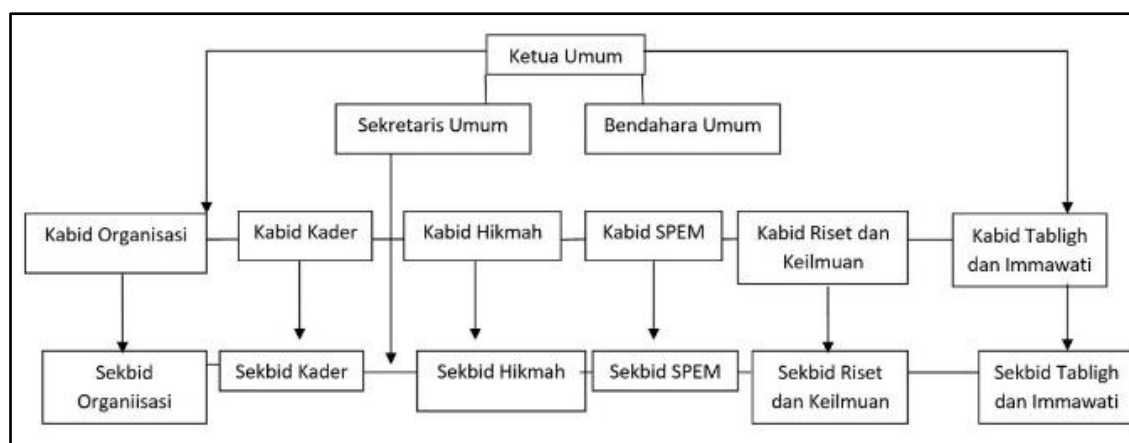 Ketua Umum
Sekretaris Umum
Bendahara Umum
Kabid Organisasi
Kabid Kader
Kabid Hikmah
Kabid SPEM
Kabid Riset dan
Keilmuan
Kabid Tabligh
dan Immawati
Sekbid
Organiisasi
Sekbid Kader
Sekbid Hikmah
Sekbid SPEM
Sekbid Riset
dan Keilmuan
Sekbid Tabligh
dan Immawati